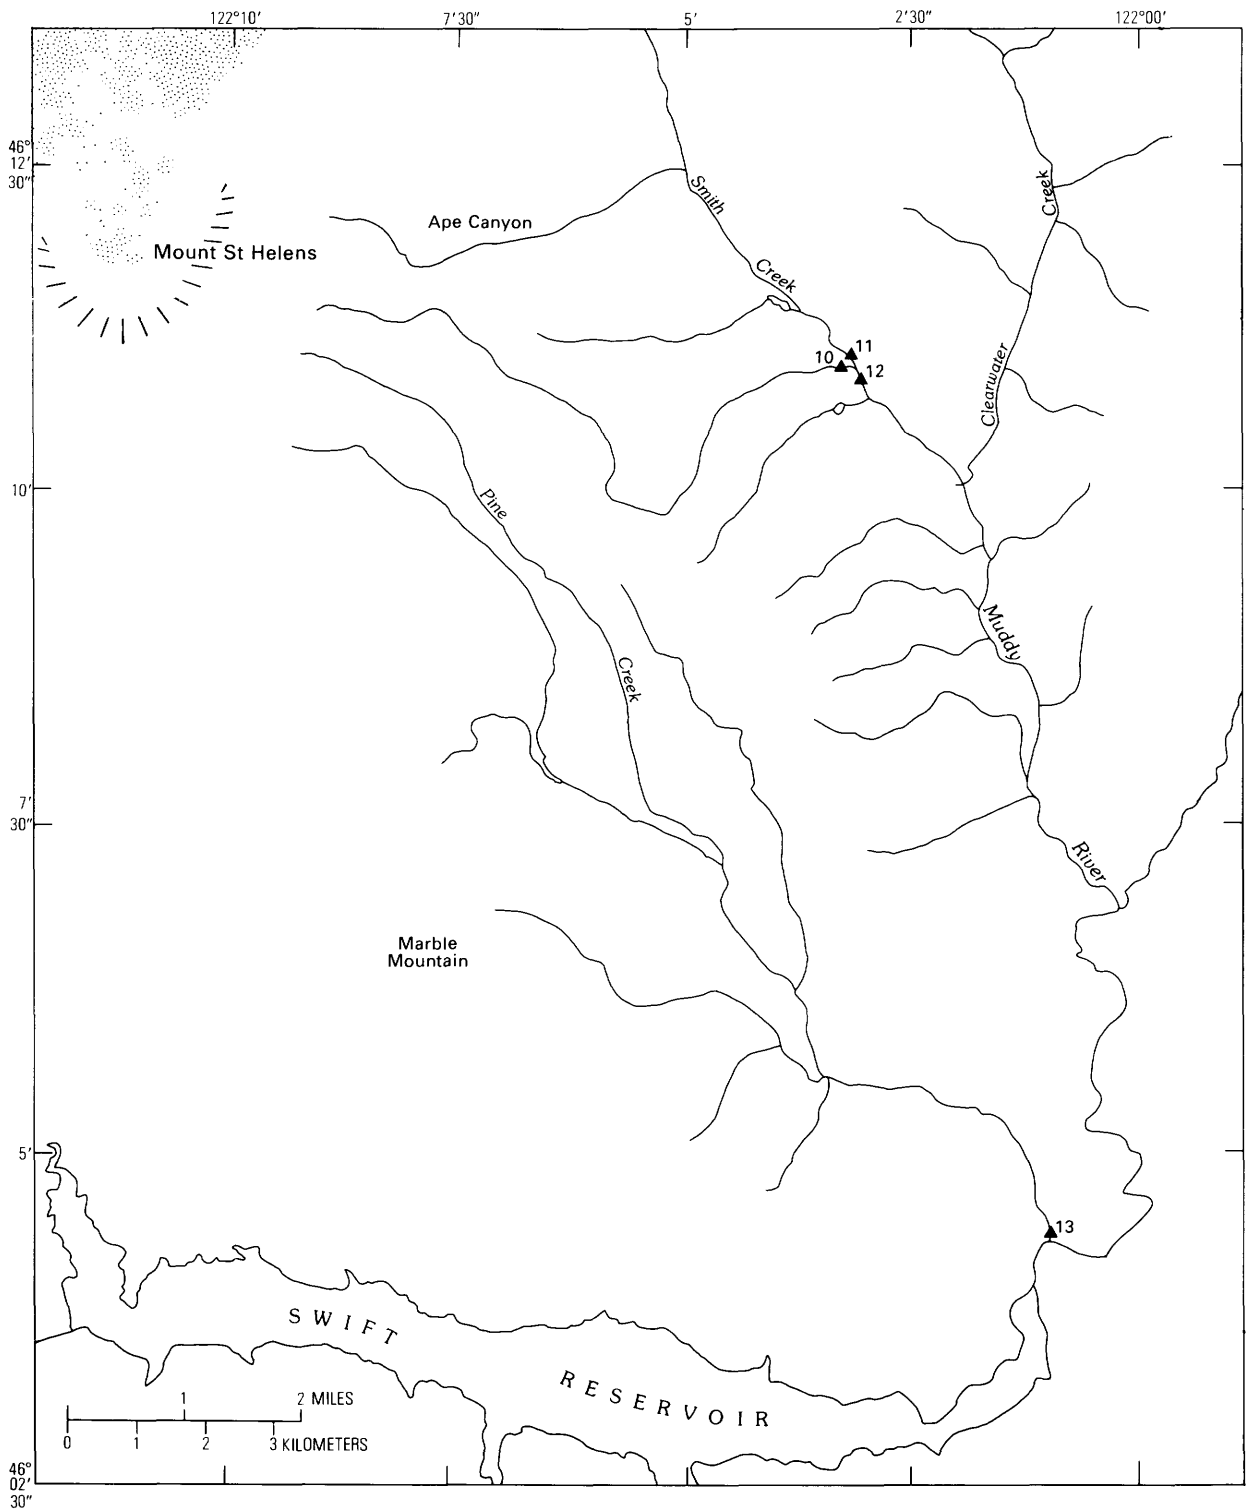 122°10′ 7′30″ 5′ 2′30″ 122°00′
46°
12′
30″
Smith
Creek
Ape Canyon
Mount St Helens
Creek
11
10
12
Clearwater
10′
Pine
Muddy
Creek
7′
30″
River
Marble
Mountain
5′
13
SWIFT
RESERVOIR
1 2 MILES
0 1 2 3 KILOMETERS
46°
02′
30″